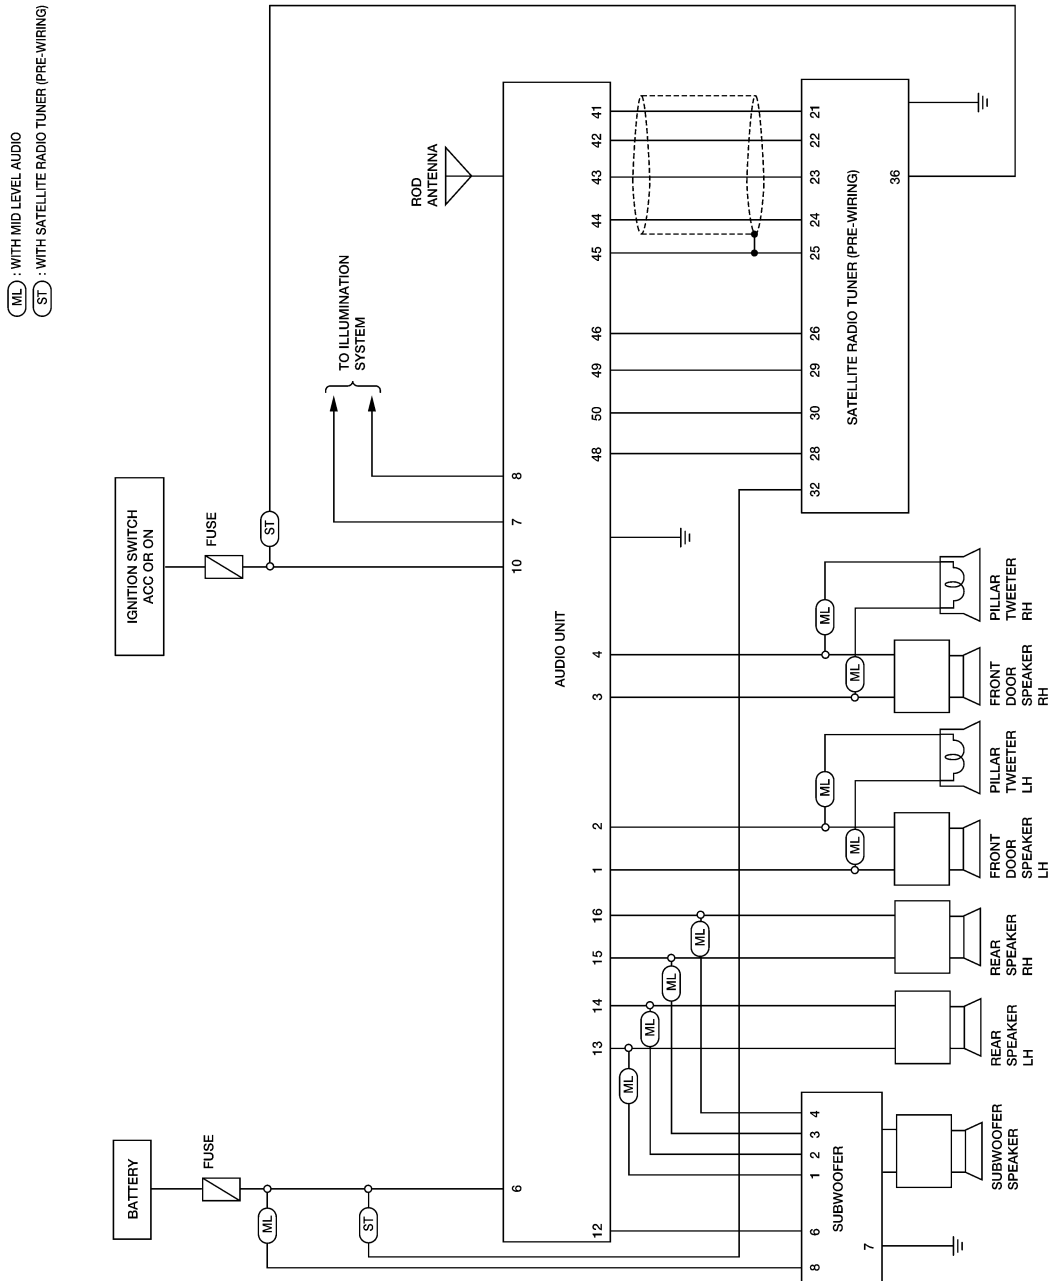 ML : WITH MID LEVEL AUDIO
ST : WITH SATELLITE RADIO TUNER (PRE-WIRING)
BATTERY
FUSE
ML
ST
IGNITION SWITCH
ACC OR ON
FUSE
ST
TO ILLUMINATION
SYSTEM
ROD
ANTENNA
6
10
7
8
AUDIO UNIT
12
13
14
15
16
1
2
3
4
48
50
49
46
45
44
43
42
41
ML
ML
ML
ML
ML
ML
ML
ML
8
6
1
2
3
4
SUBWOOFER
7
32
28
30
29
26
25
24
23
22
21
SATELLITE RADIO TUNER (PRE-WIRING)
36
SUBWOOFER
SPEAKER
REAR
SPEAKER
LH
REAR
SPEAKER
RH
FRONT
DOOR
SPEAKER
LH
PILLAR
TWEETER
LH
FRONT
DOOR
SPEAKER
RH
PILLAR
TWEETER
RH